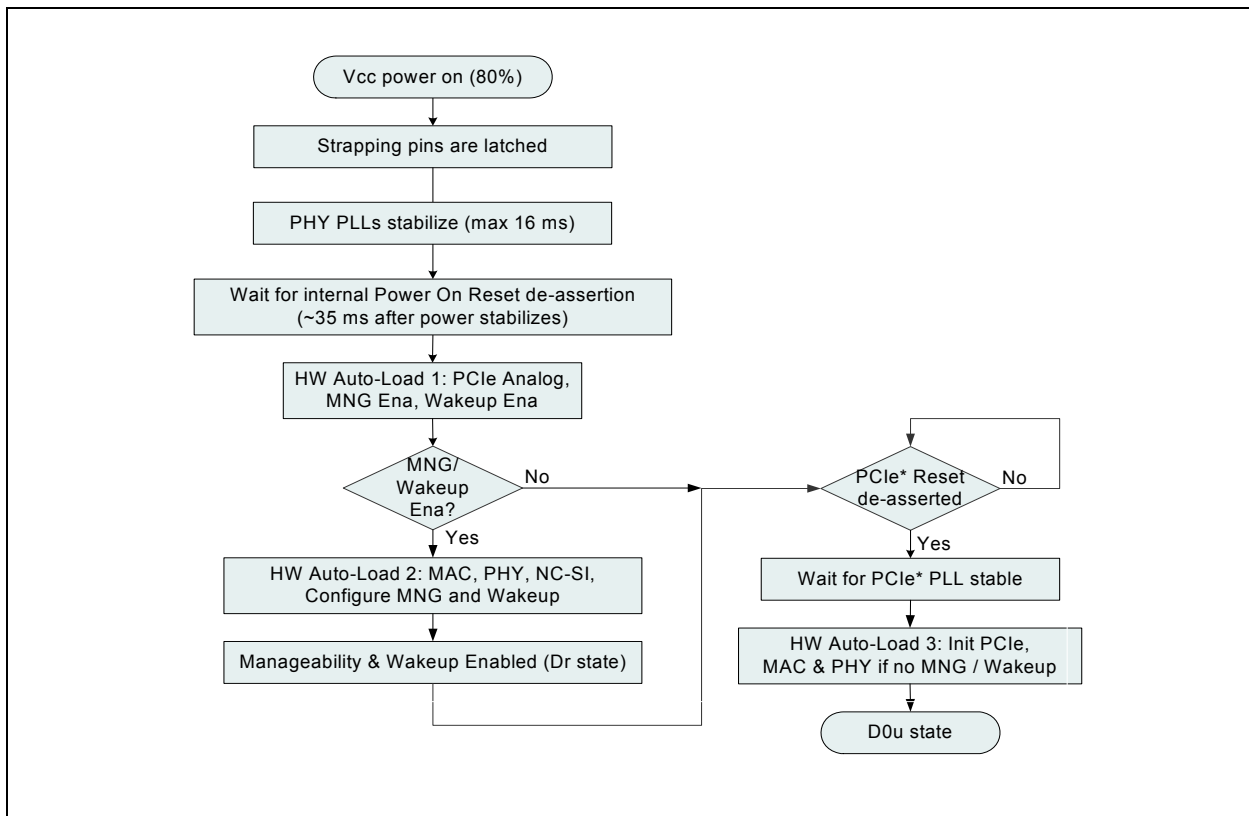 Vcc power on (80%)
Strapping pins are latched
PHY PLLs stabilize (max 16 ms)
Wait for internal Power On Reset de-assertion
(~35 ms after power stabilizes)
HW Auto-Load 1: PCIe Analog,
MNG Ena, Wakeup Ena
MNG/
Wakeup
Ena?
No
Yes
HW Auto-Load 2: MAC, PHY, NC-SI,
Configure MNG and Wakeup
Manageability & Wakeup Enabled (Dr state)
PCIe* Reset
de-asserted
No
Yes
Wait for PCIe* PLL stable
HW Auto-Load 3: Init PCIe,
MAC & PHY if no MNG / Wakeup
D0u state